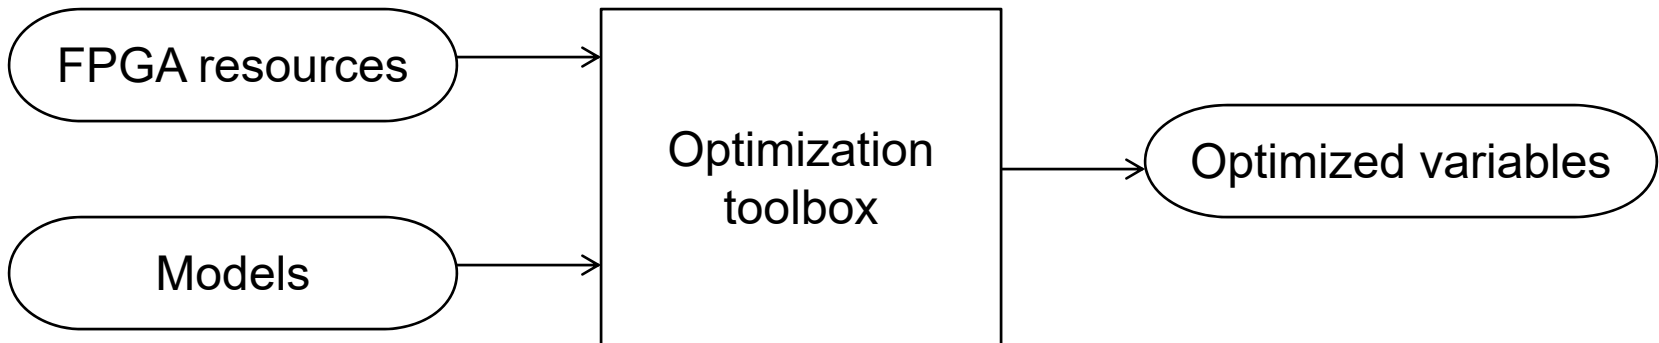 FPGA resources
Models
Optimization
toolbox
Optimized variables